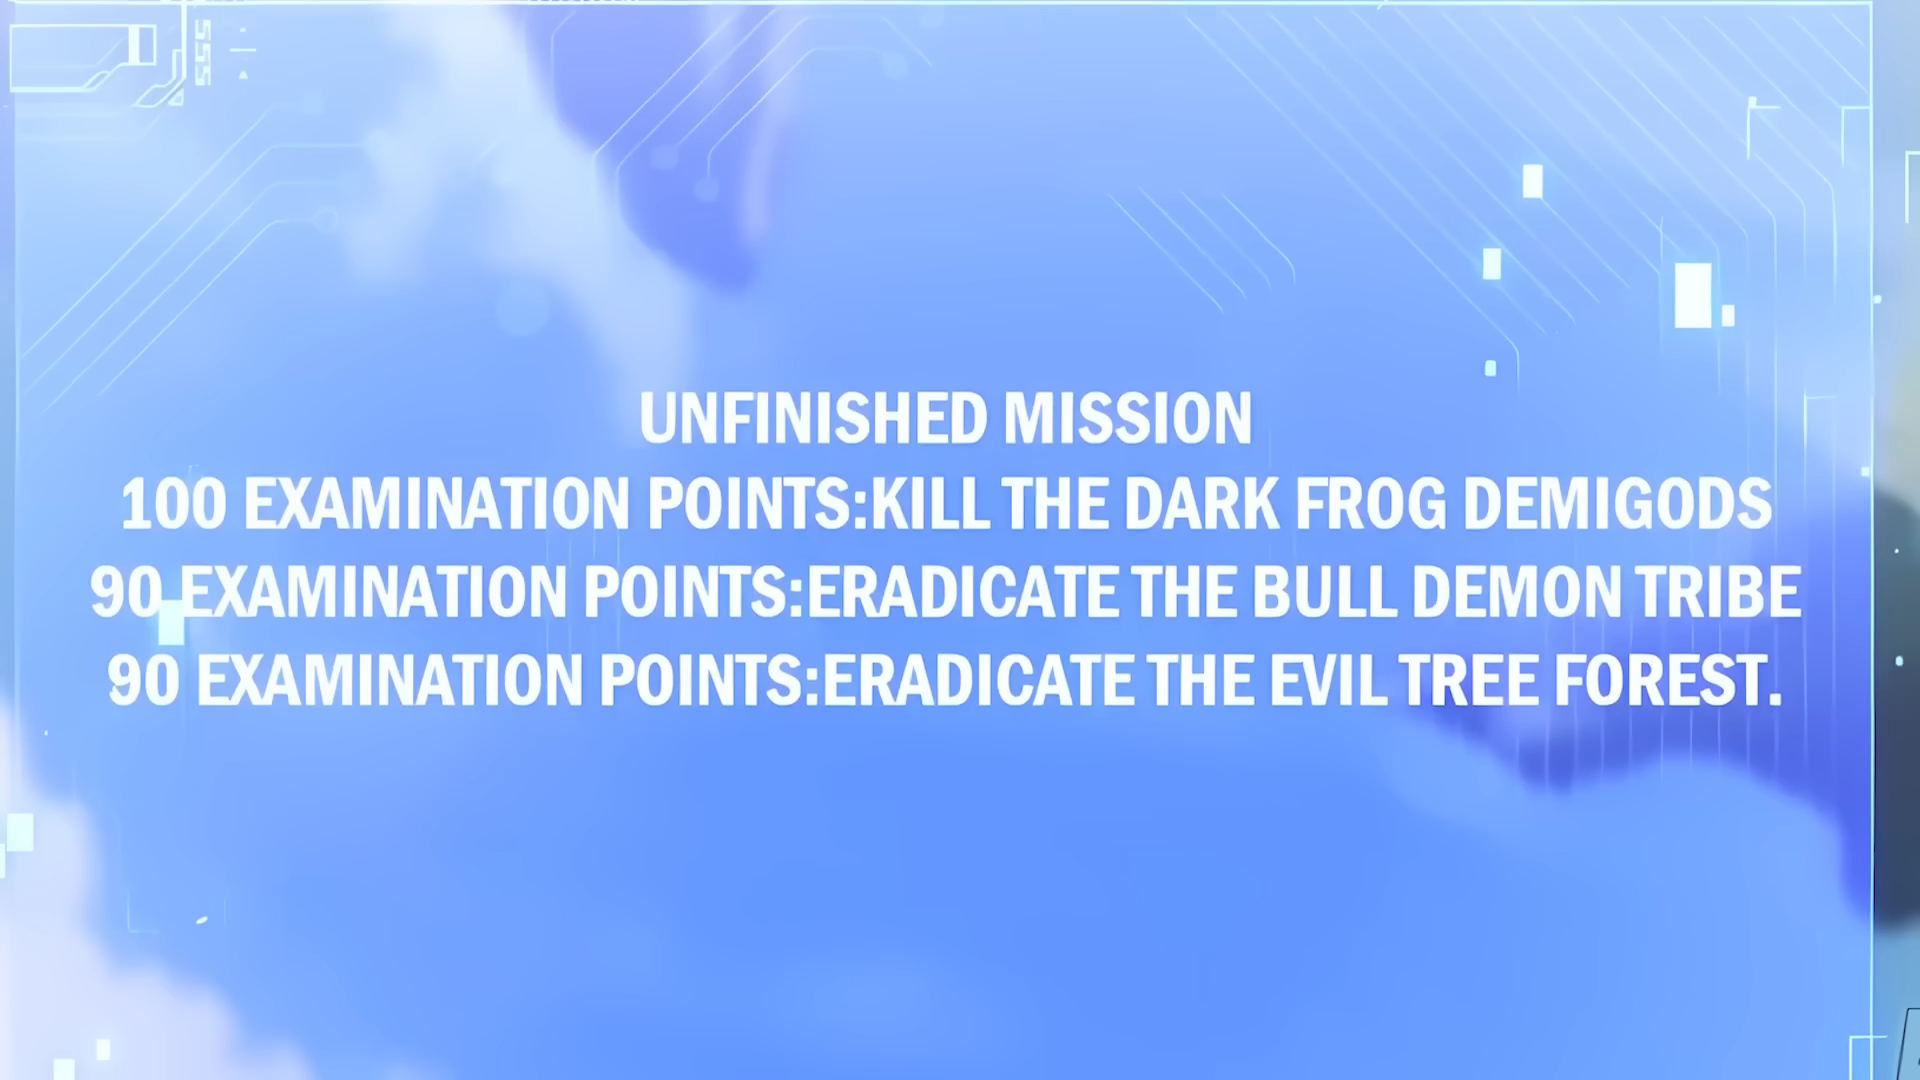 UNFINISHED MISSION
100 EXAMINATION POINTS:KILL THE DARK FROG DEMIGODS
90 EXAMINATION POINTS:ERADICATE THE BULL DEMON TRIBE
90 EXAMINATION POINTS:ERADICATE THE EVIL TREE FOREST.